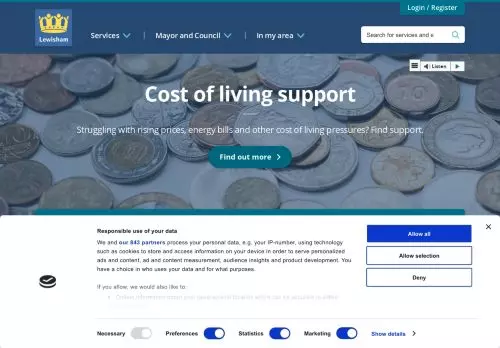 Login / Register
Lewisham
Services
Mayor and Council
In my area
Search for services and e
Listen
Cost of living support
Struggling with rising prices, energy bills and other cost of living pressures? Find support.
Find out more
Responsible use of your data
We and our 843 partners process your personal data, e.g. your IP-number, using technology
such as cookies to store and access information on your device in order to serve personalized
ads and content, ad and content measurement, audience insights and product development. You
have a choice in who uses your data and for what purposes.
If you allow, we would also like to:
Allow all
Allow selection
Deny
Necessary
Preferences
Statistics
Marketing
Show details